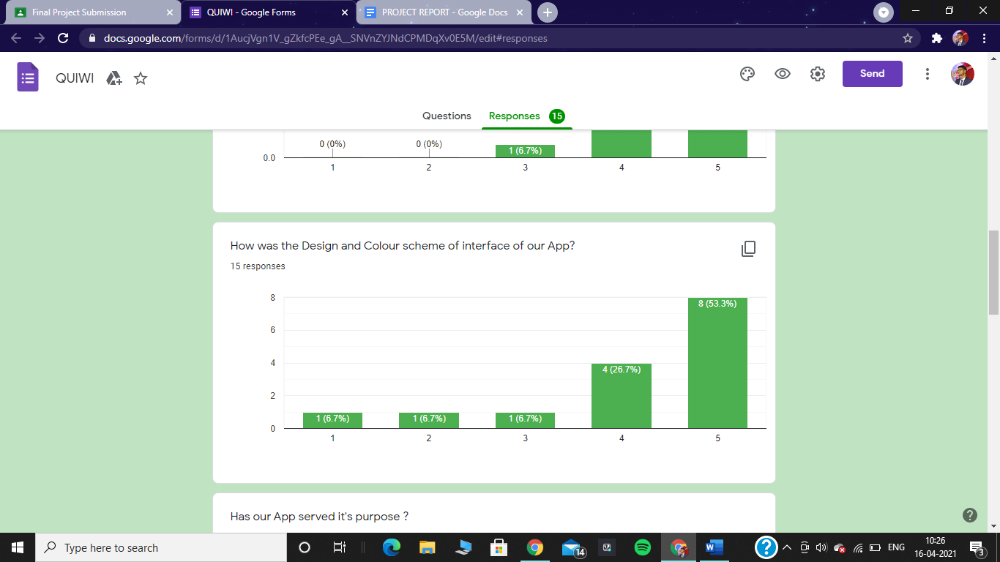 Final Project Submission
QUIWI - Google Forms
PROJECT REPORT - Google Docs
docs.google.com/forms/d/1AucjVgn1V_gZkfcPEe_gA__SNVnZYJNdCPMDqXv0E5M/edit#responses
QUIWI
Send
Questions
Responses 15
0 (0%) 0 (0%)
1 (6.7%)
0.0
1 2 3 4 5
How was the Design and Colour scheme of interface of our App?
15 responses
8
8 (53.3%)
6
4
4 (26.7%)
2
1 (6.7%) 1 (6.7%) 1 (6.7%)
0
1 2 3 4 5
Has our App served it's purpose ?
Type here to search
14
W
ENG
10:26
16-04-2021
3